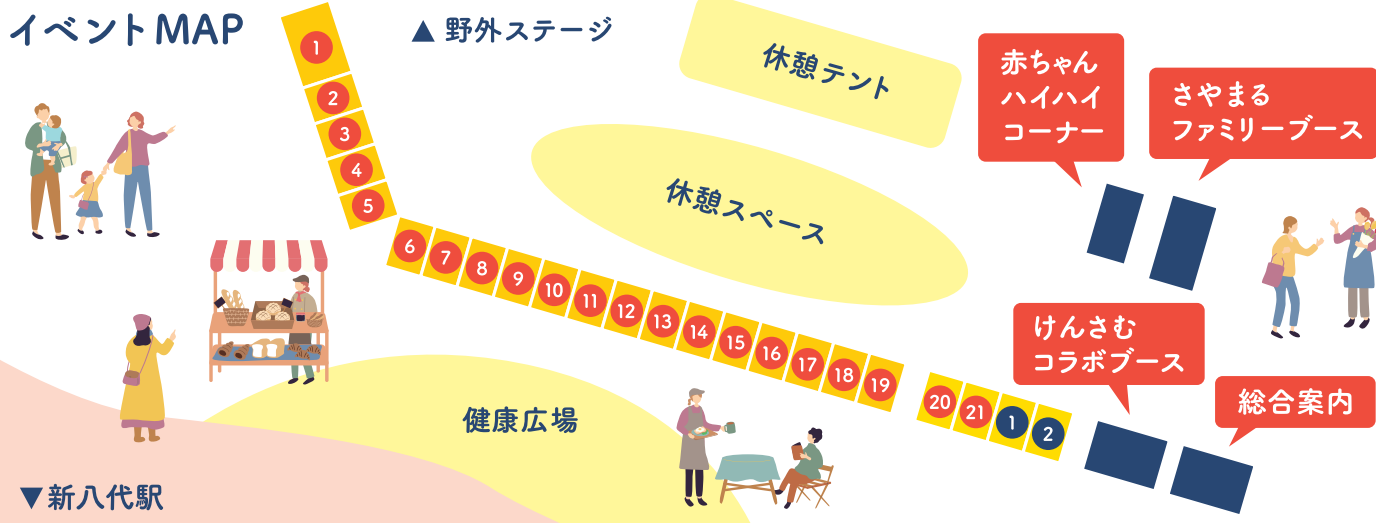 イベントMAP
▲ 野外ステージ
休憩テント
赤ちゃん
ハイハイ
コーナー
さやまる
ファミリーブース
休憩スペース
1
2
3
4
5
6
7
8
9
10
11
12
13
14
15
16
17
18
19
20
21
1
2
けんさむ
コラボブース
総合案内
健康広場
▼新八代駅